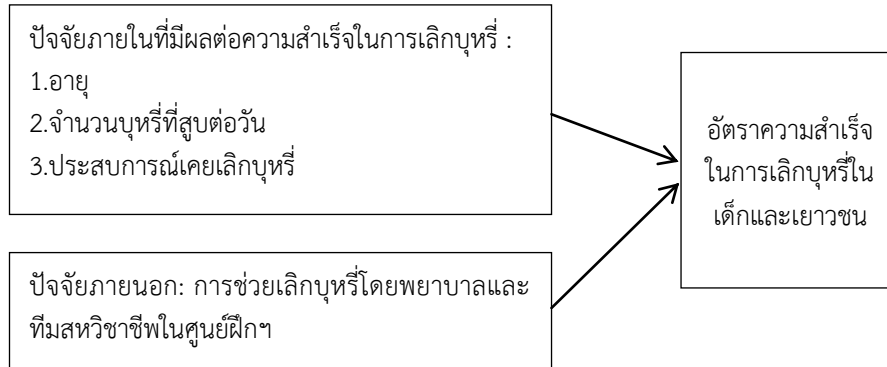 ปัจจัยภายในที่มีผลต่อความสำเร็จในการเลิกบุหรี่ :
1.อายุ
2.จำนวนบุหรี่ที่สูบต่อวัน
3.ประสบการณ์เคยเลิกบุหรี่
ปัจจัยภายนอก: การช่วยเลิกบุหรี่โดยพยาบาลและ
ทีมสหวิชาชีพในศูนย์ฝึกฯ
อัตราความสำเร็จ
ในการเลิกบุหรี่ใน
เด็กและเยาวชน